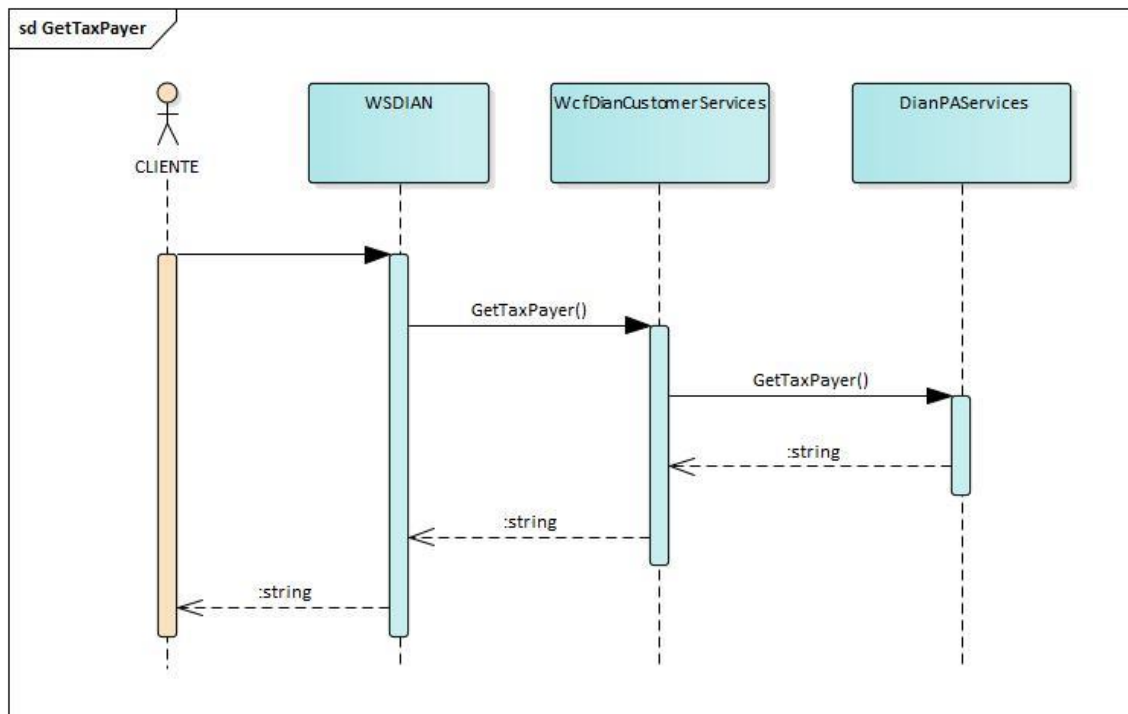 sd GetTaxPayer
CLIENTE
WSDIAN
WcfDianCustomerServices
DianPAServices
GetTaxPayer()
GetTaxPayer()
:string
:string
:string